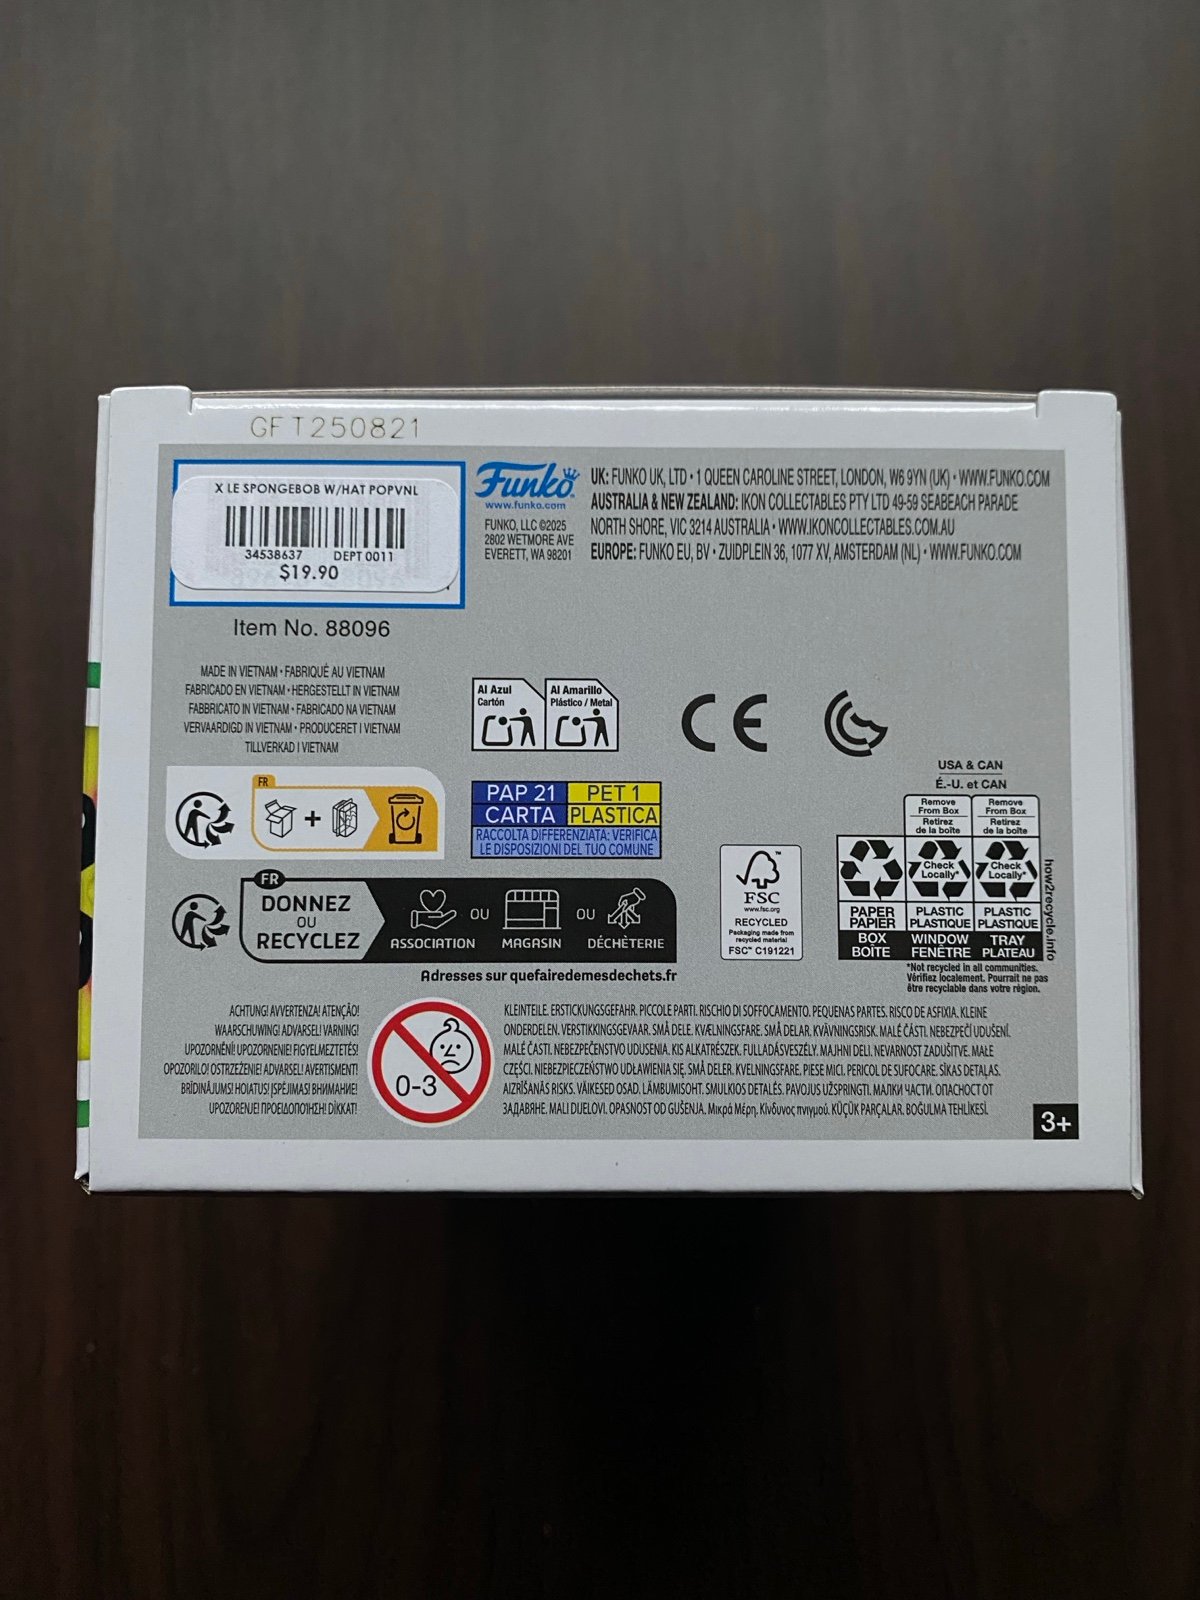 GFT250821
X LE SPONGEBOB W/HAT POPVNL
34538637 DEPT 0011
$19.90
Item No. 88096
Funko
www.funko.com
FUNKO, LLC ©2025
2802 WETMORE AVE
EVERETT, WA 98201
UK: FUNKO UK, LTD • 1 QUEEN CAROLINE STREET, LONDON, W6 9YN (UK) • WWW.FUNKO.COM
AUSTRALIA & NEW ZEALAND: IKON COLLECTABLES PTY LTD 49-59 SEABEACH PARADE
NORTH SHORE, VIC 3214 AUSTRALIA • WWW.IKONCOLLECTABLES.COM.AU
EUROPE: FUNKO EU, BV • ZUIDPLEIN 36, 1077 XV, AMSTERDAM (NL) • WWW.FUNKO.COM
MADE IN VIETNAM • FABRIQUÉ AU VIETNAM
FABRICADO EN VIETNAM • HERGESTELLT IN VIETNAM
FABBRICATO IN VIETNAM • FABRICADO NA VIETNAM
VERVAARDIGD IN VIETNAM • PRODUCERET I VIETNAM
TILLVERKAD I VIETNAM
Al Azul
Cartón
Al Amarillo
Plástico / Metal
CE
FR
+
PAP 21
CARTA
PET 1
PLASTICA
RACCOLTA DIFFERENZIATA: VERIFICA
LE DISPOSIZIONI DEL TUO COMUNE
FR
DONNEZ
OU
RECYCLEZ
ASSOCIATION
OU
MAGASIN
OU
DÉCHÈTERIE
Adresses sur quefairedemesdechets.fr
FSC
www.fsc.org
RECYCLED
Packaging made from
recycled material
FSC™ C191221
USA & CAN
É.-U. et CAN
Remove
From Box
Retirez
de la boîte
Remove
From Box
Retirez
de la boîte
Check
Locally*
Check
Locally*
PAPER
PAPIER
BOX
BOÎTE
PLASTIC
PLASTIQUE
WINDOW
FENÊTRE
PLASTIC
PLASTIQUE
TRAY
PLATEAU
how2recycle.info
*Not recycled in all communities.
Vérifiez localement. Pourrait ne pas
être recyclable dans votre région.
ACHTUNG! AVVERTENZA! ATENÇÃO!
WAARSCHUWING! ADVARSEL! VARNING!
UPOZORNĚNÍ! UPOZORNENIE! FIGYELMEZTETÉS!
OPOZORILO! OSTRZEŻENIE! ADVARSEL! AVERTISMENT!
BRĪDINĀJUMS! HOIATUS! ĮSPĖJIMAS! ВНИМАНИЕ!
UPOZORENJE! ΠΡΟΕΙΔΟΠΟΙΗΣΗ! DİKKAT!
0-3
KLEINTEILE. ERSTICKUNGSGEFAHR. PICCOLE PARTI. RISCHIO DI SOFFOCAMENTO. PEQUENAS PARTES. RISCO DE ASFIXIA. KLEINE
ONDERDELEN. VERSTIKKINGSGEVAAR. SMÅ DELE. KVÆLNINGSFARE. SMÅ DELAR. KVÄVNINGSRISK. MALÉ ČÁSTI. NEBEZPEČÍ UDUŠENÍ.
MALÉ ČASTI. NEBEZPEČENSTVO UDUSENIA. KIS ALKATRÉSZEK. FULLADÁSVESZÉLY. MAJHNI DELI. NEVARNOST ZADUŠITVE. MAŁE
CZĘŚCI. NIEBEZPIECZEŃSTWO UDŁAWIENIA SIĘ. SMÅ DELER. KVELNINGSFARE. PIESE MICI. PERICOL DE SUFOCARE. SĪKAS DETAĻAS.
AIZRĪŠANĀS RISKS. VÄIKESED OSAD. LÄMBUMISOHT. SMULKIOS DETALĖS. PAVOJUS UŽSPRINGTI. МАЛКИ ЧАСТИ. ОПАСНОСТ ОТ
ЗАДАВЯНЕ. MALI DIJELOVI. OPASNOST OD GUŠENJA. Μικρά Μέρη. Κίνδυνος πνιγμού. KÜÇÜK PARÇALAR. BOĞULMA TEHLİKESİ.
3+